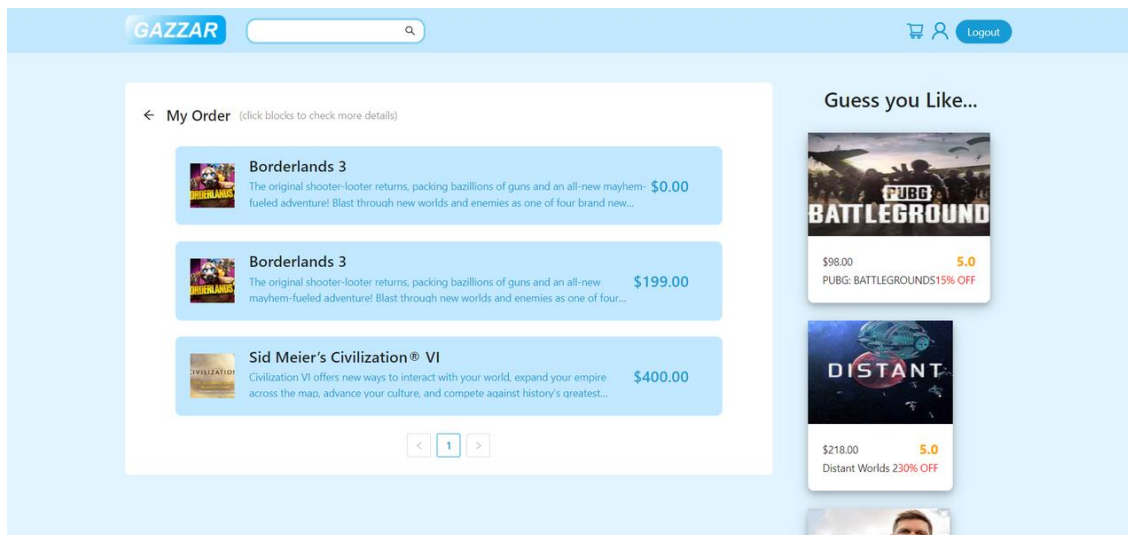 GAZZAR
Logout
My Order (click blocks to check more details)
Borderlands 3
The original shooter-looter returns, packing bazillions of guns and an all-new mayhem-
fueled adventure! Blast through new worlds and enemies as one of four brand new...
$0.00
Borderlands 3
The original shooter-looter returns, packing bazillions of guns and an all-new
mayhem-fueled adventure! Blast through new worlds and enemies as one of four...
$199.00
Sid Meier’s Civilization® VI
Civilization VI offers new ways to interact with your world, expand your empire
across the map, advance your culture, and compete against history’s greatest...
$400.00
1
Guess you Like...
PUBG
BATTLEGROUND
$98.00 5.0
PUBG: BATTLEGROUNDS15% OFF
DISTANT
$218.00 5.0
Distant Worlds 230% OFF